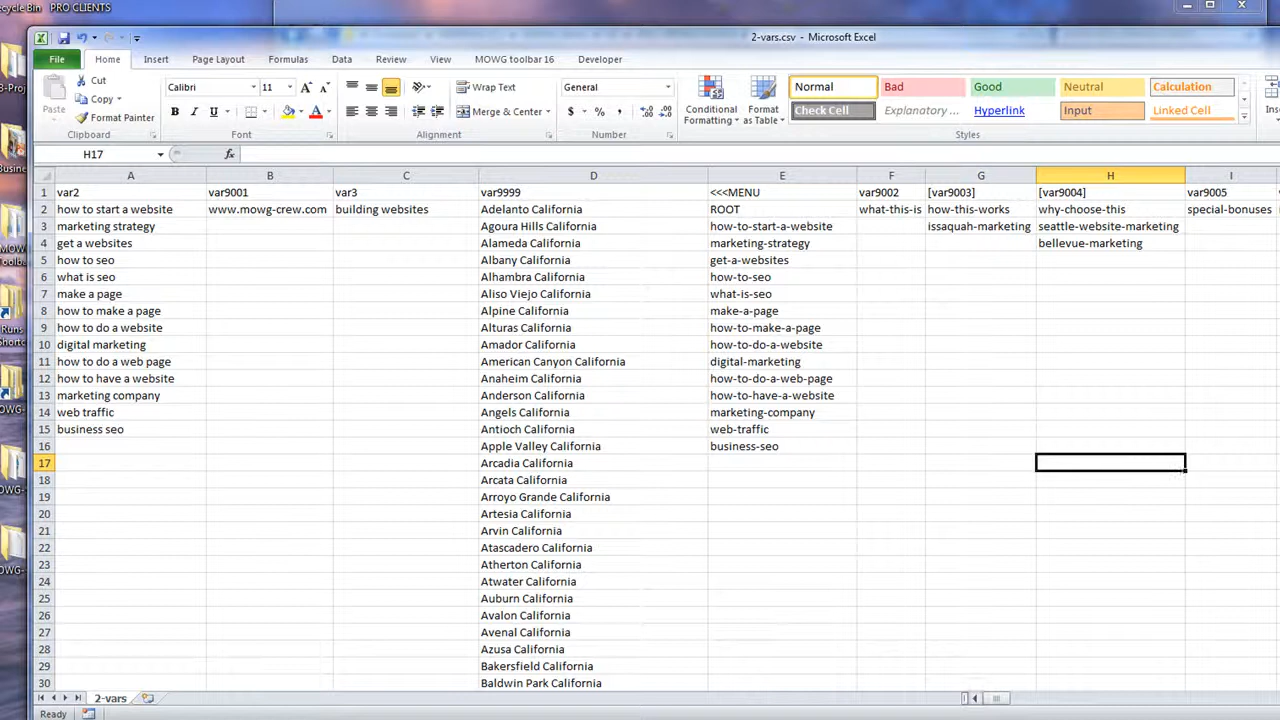 ecycle Bin PRO CLIENTS
2-vars.csv - Microsoft Excel
File Home Insert Page Layout Formulas Data Review View MOWG toolbar 16 Developer
Paste Cut Copy Format Painter
Calibri 11 A A B I U A
Wrap Text Merge & Center
General $ % ,
Conditional Formatting Format as Table
Normal Bad Good Neutral Calculation
Check Cell Explanatory ... Hyperlink Input Linked Cell
Clipboard Font Alignment Number Styles
H17 fx
A B C D E F G H I
1 var2 var9001 var3 var9999 <<<MENU var9002 [var9003] [var9004] var9005
2 how to start a website www.mowg-crew.com building websites Adelanto California ROOT what-this-is how-this-works why-choose-this special-bonuses
3 marketing strategy Agoura Hills California how-to-start-a-website issaquah-marketing seattle-website-marketing
4 get a websites Alameda California marketing-strategy bellevue-marketing
5 how to seo Albany California get-a-websites
6 what is seo Alhambra California how-to-seo
7 make a page Aliso Viejo California what-is-seo
8 how to make a page Alpine California make-a-page
9 how to do a website Alturas California how-to-make-a-page
10 digital marketing Amador California how-to-do-a-website
11 how to do a web page American Canyon California digital-marketing
12 how to have a website Anaheim California how-to-do-a-web-page
13 marketing company Anderson California how-to-have-a-website
14 web traffic Angels California marketing-company
15 business seo Antioch California web-traffic
16 Apple Valley California business-seo
17 Arcadia California
18 Arcata California
19 Arroyo Grande California
20 Artesia California
21 Arvin California
22 Atascadero California
23 Atherton California
24 Atwater California
25 Auburn California
26 Avalon California
27 Avenal California
28 Azusa California
29 Bakersfield California
30 Baldwin Park California
2-vars
Ready